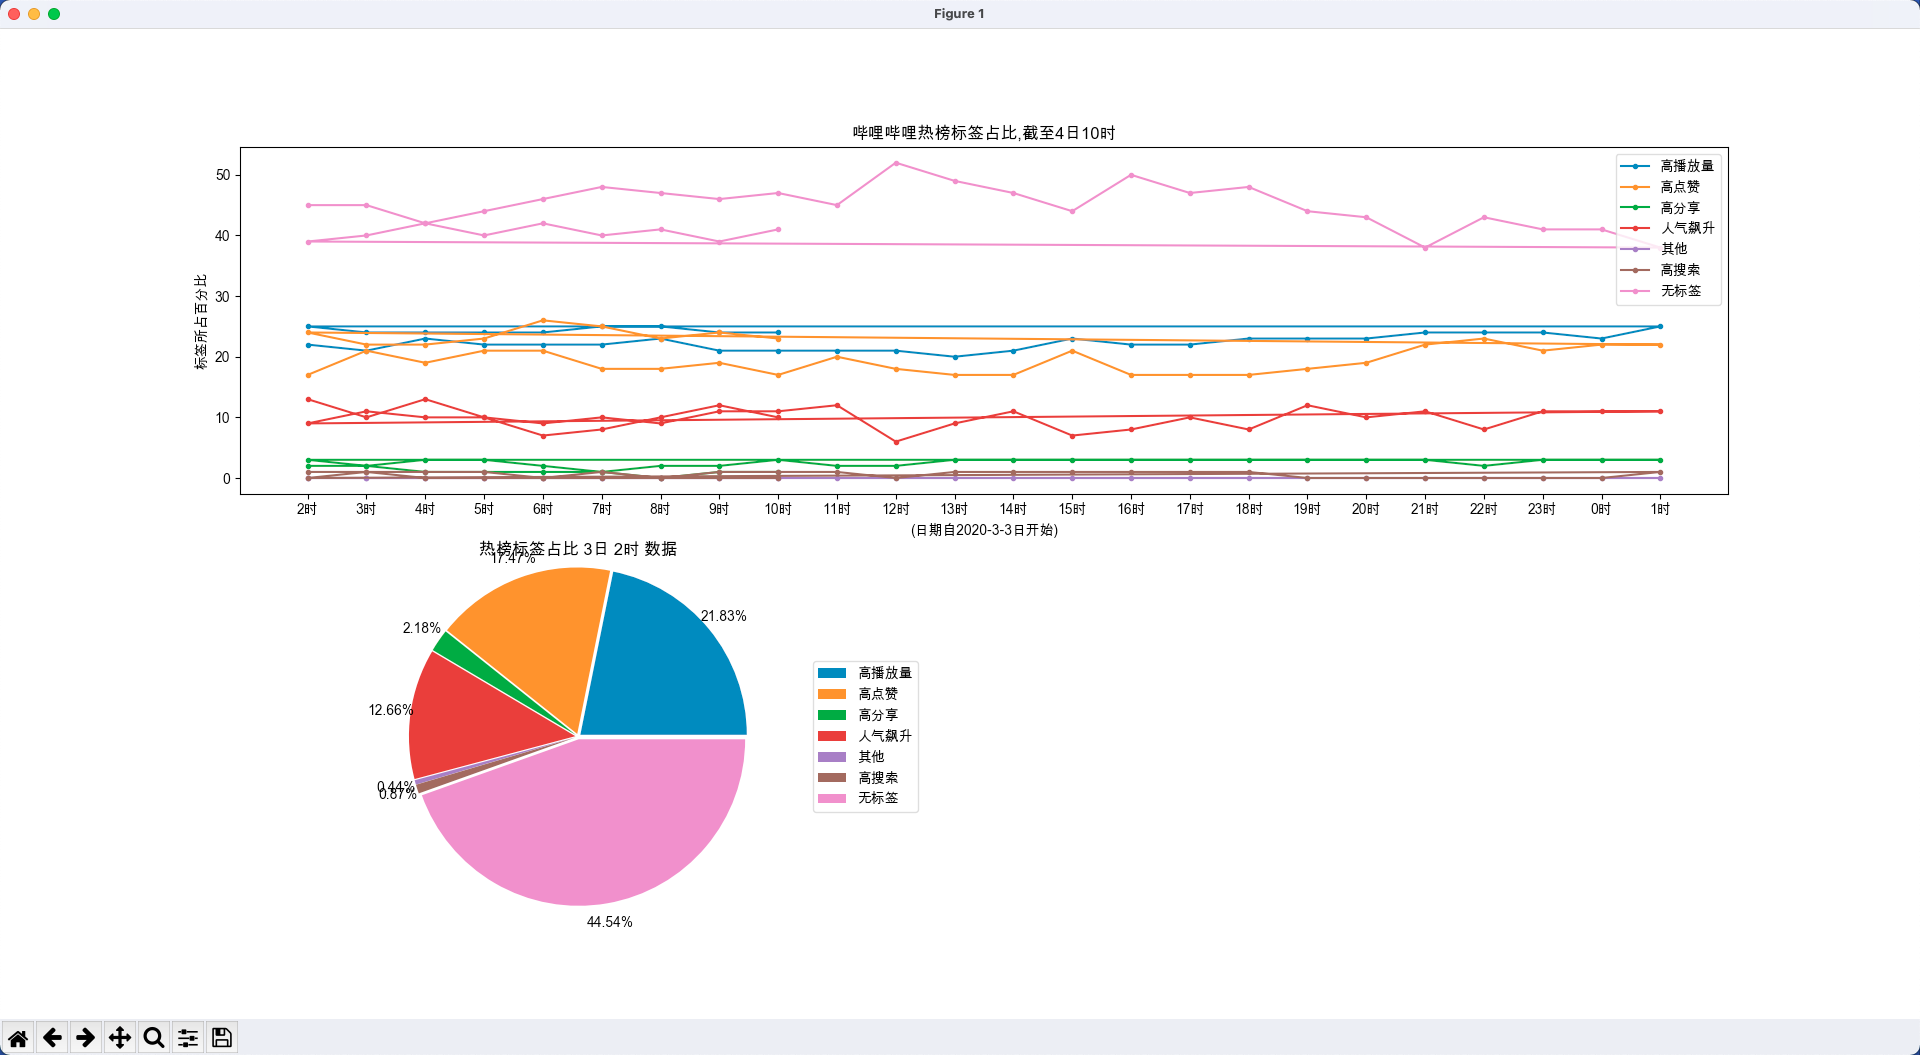 Figure 1
哔哩哔哩热榜标签占比,截至4日10时
标签所占百分比
50
40
30
20
10
0
高播放量
高点赞
高分享
人气飙升
其他
高搜索
无标签
2时 3时 4时 5时 6时 7时 8时 9时 10时 11时 12时 13时 14时 15时 16时 17时 18时 19时 20时 21时 22时 23时 0时 1时
(日期自2020-3-3日开始)
热榜标签占比 3日 2时 数据
17.47%
21.83%
2.18%
12.66%
0.44%
0.87%
44.54%
高播放量
高点赞
高分享
人气飙升
其他
高搜索
无标签